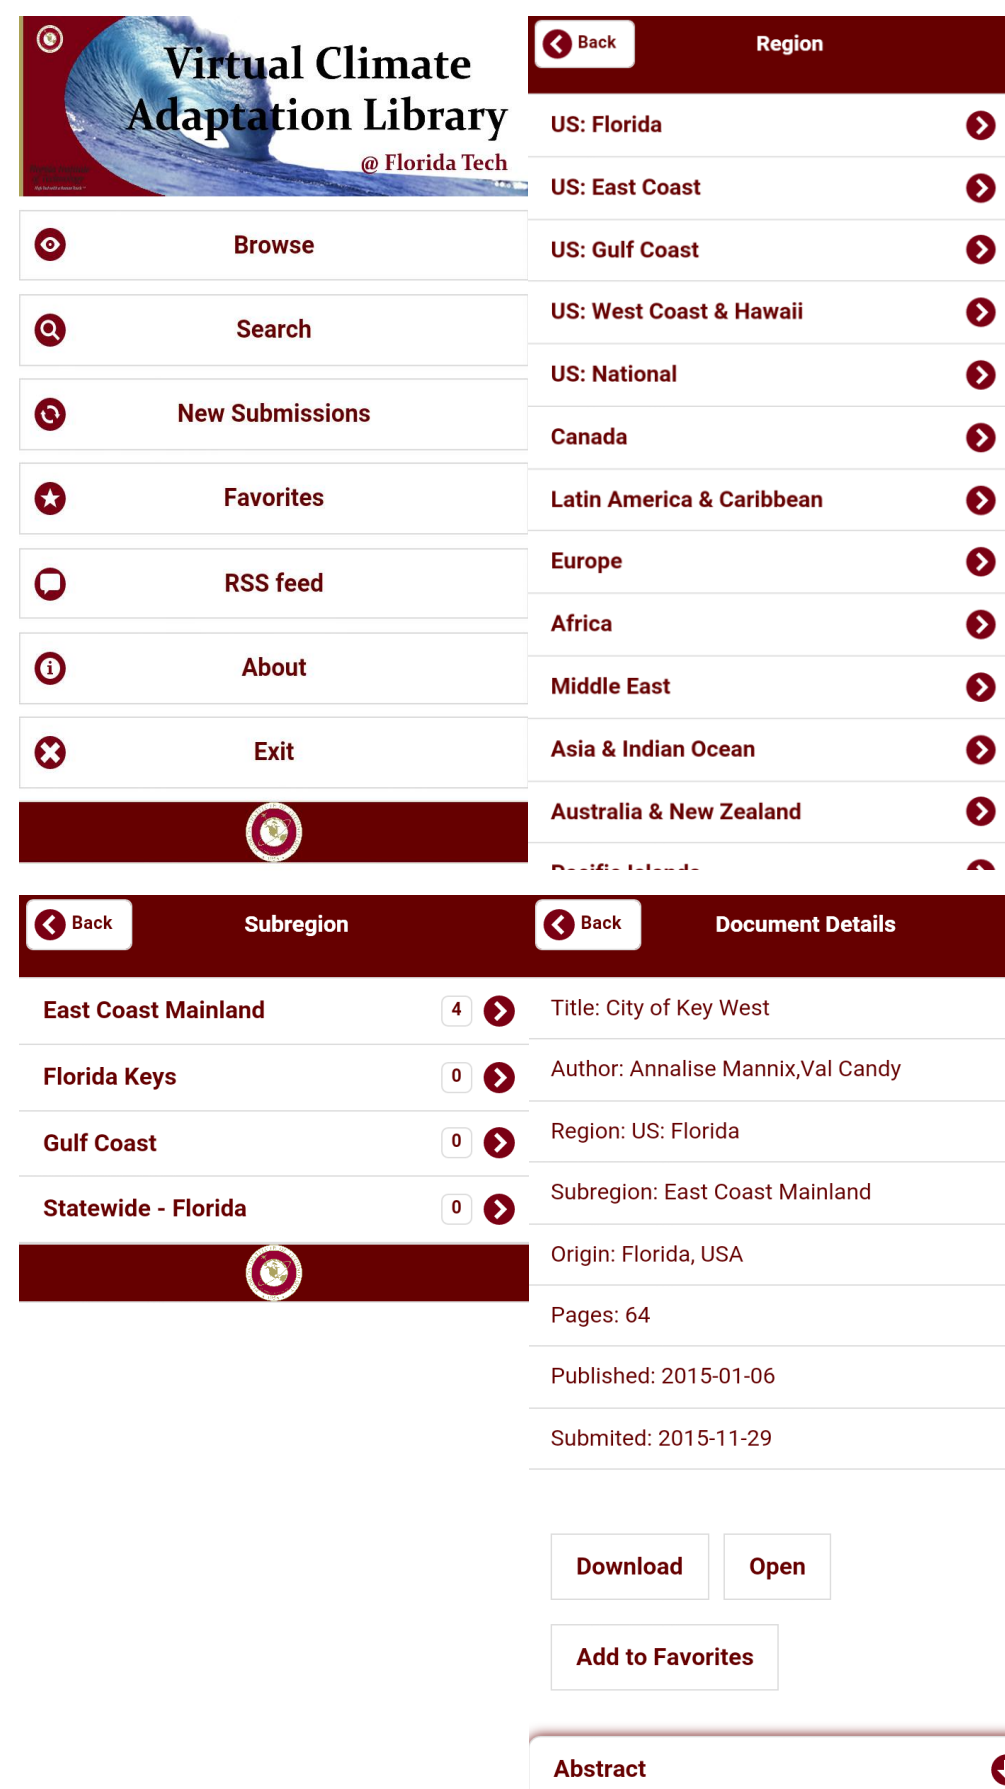 Virtual Climate
Adaptation Library
@ Florida Tech
Browse
Search
New Submissions
Favorites
RSS feed
About
Exit
Back
Region
US: Florida
US: East Coast
US: Gulf Coast
US: West Coast & Hawaii
US: National
Canada
Latin America & Caribbean
Europe
Africa
Middle East
Asia & Indian Ocean
Australia & New Zealand
Pacific Islands
Back
Subregion
East Coast Mainland 4
Florida Keys 0
Gulf Coast 0
Statewide - Florida 0
Back
Document Details
Title: City of Key West
Author: Annalise Mannix,Val Candy
Region: US: Florida
Subregion: East Coast Mainland
Origin: Florida, USA
Pages: 64
Published: 2015-01-06
Submited: 2015-11-29
Download Open
Add to Favorites
Abstract